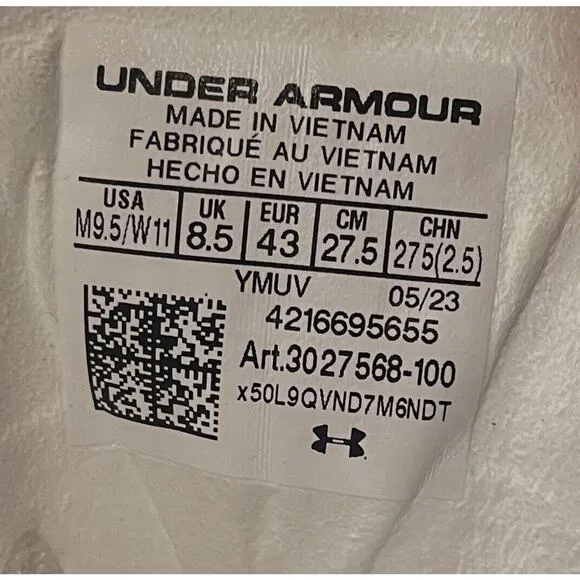 UNDER ARMOUR
MADE IN VIETNAM
FABRIQUÉ AU VIETNAM
HECHO EN VIETNAM
USA UK EUR CM CHN
M9.5/W11 8.5 43 27.5 275(2.5)
YMUV 05/23
4216695655
Art.3027568-100
x50L9QVND7M6NDT